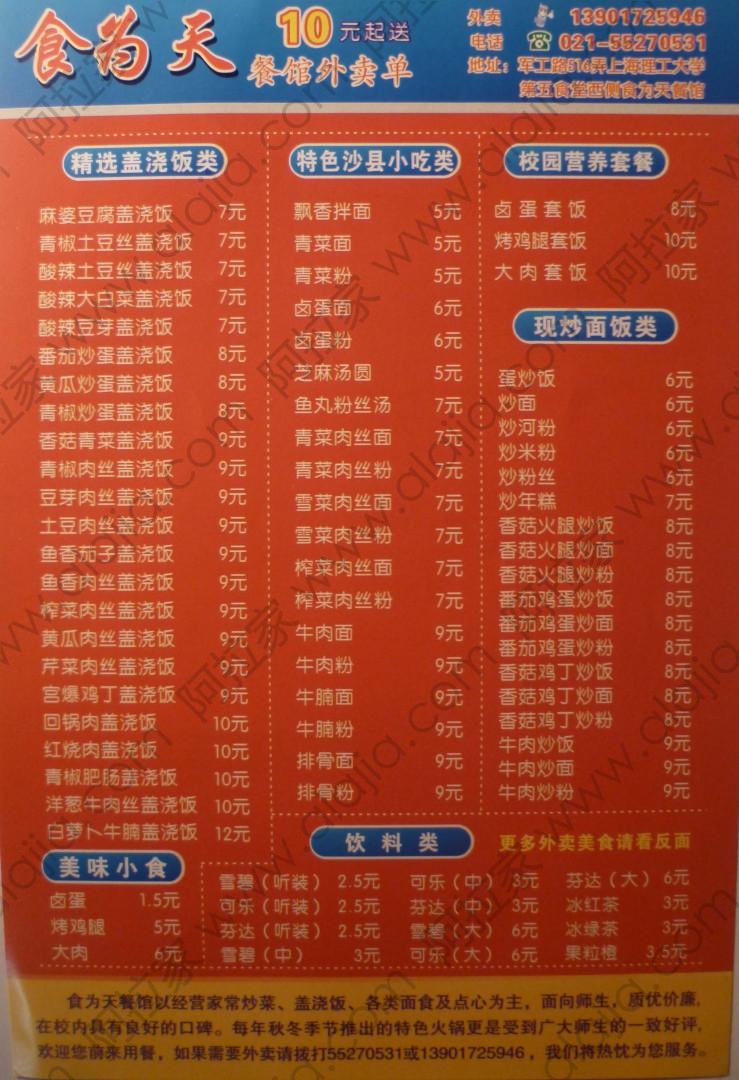 食为天
10元起送
餐馆外卖单
外卖 13901725946
电话 021-55270531
地址：军工路516弄上海理工大学
第五食堂西侧食为天餐馆
精选盖浇饭类
麻婆豆腐盖浇饭 7元
青椒土豆丝盖浇饭 7元
酸辣土豆丝盖浇饭 7元
酸辣大白菜盖浇饭 7元
酸辣豆芽盖浇饭 7元
番茄炒蛋盖浇饭 8元
黄瓜炒蛋盖浇饭 8元
青椒炒蛋盖浇饭 8元
香菇青菜盖浇饭 9元
青椒肉丝盖浇饭 9元
豆芽肉丝盖浇饭 9元
土豆肉丝盖浇饭 9元
鱼香茄子盖浇饭 9元
鱼香肉丝盖浇饭 9元
榨菜肉丝盖浇饭 9元
黄瓜肉丝盖浇饭 9元
芹菜肉丝盖浇饭 9元
宫爆鸡丁盖浇饭 9元
回锅肉盖浇饭 10元
红烧肉盖浇饭 10元
青椒肥肠盖浇饭 10元
洋葱牛肉丝盖浇饭 10元
白萝卜牛腩盖浇饭 12元
特色沙县小吃类
飘香拌面 5元
青菜面 5元
青菜粉 5元
卤蛋面 6元
卤蛋粉 6元
芝麻汤圆 5元
鱼丸粉丝汤 7元
青菜肉丝面 7元
青菜肉丝粉 7元
雪菜肉丝面 7元
雪菜肉丝粉 7元
榨菜肉丝面 7元
榨菜肉丝粉 7元
牛肉面 9元
牛肉粉 9元
牛腩面 9元
牛腩粉 9元
排骨面 9元
排骨粉 9元
校园营养套餐
卤蛋套饭 8元
烤鸡腿套饭 10元
大肉套饭 10元
现炒面饭类
蛋炒饭 6元
炒面 6元
炒河粉 6元
炒米粉 6元
炒粉丝 6元
炒年糕 7元
香菇火腿炒饭 8元
香菇火腿炒面 8元
香菇火腿炒粉 8元
番茄鸡蛋炒饭 8元
番茄鸡蛋炒面 8元
番茄鸡蛋炒粉 8元
香菇鸡丁炒饭 8元
香菇鸡丁炒面 8元
香菇鸡丁炒粉 8元
牛肉炒饭 9元
牛肉炒面 9元
牛肉炒粉 9元
更多外卖美食请看反面
美味小食
卤蛋 1.5元
烤鸡腿 5元
大肉 6元
饮料类
雪碧（听装） 2.5元 可乐（中） 3元 芬达（大） 6元
可乐（听装） 2.5元 芬达（中） 3元 冰红茶 3元
芬达（听装） 2.5元 雪碧（大） 6元 冰绿茶 3元
雪碧（中） 3元 可乐（大） 6元 果粒橙 3.5元
食为天餐馆以经营家常炒菜、盖浇饭、各类面食及点心为主，面向师生，质优价廉，
在校内具有良好的口碑。每年秋冬季节推出的特色火锅更是受到广大师生的一致好评，
欢迎您前来用餐，如果需要外卖请拨打55270531或13901725946，我们将热忱为您服务。
阿拉家 www.alajia.com